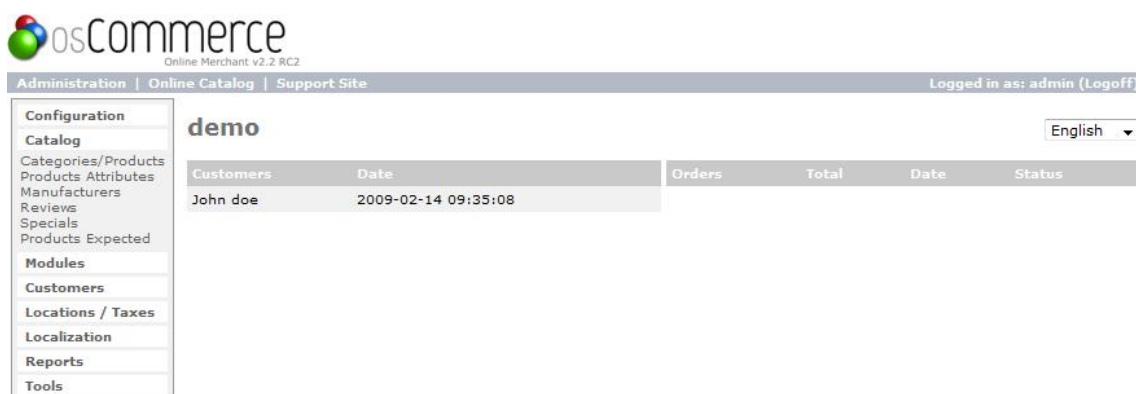 osCommerce
Online Merchant v2.2 RC2
Administration | Online Catalog | Support Site
Logged in as: admin (Logoff)
Configuration
Catalog
Categories/Products
Products Attributes
Manufacturers
Reviews
Specials
Products Expected
Modules
Customers
Locations / Taxes
Localization
Reports
Tools
demo
English
Customers Date
John doe 2009-02-14 09:35:08
Orders Total Date Status